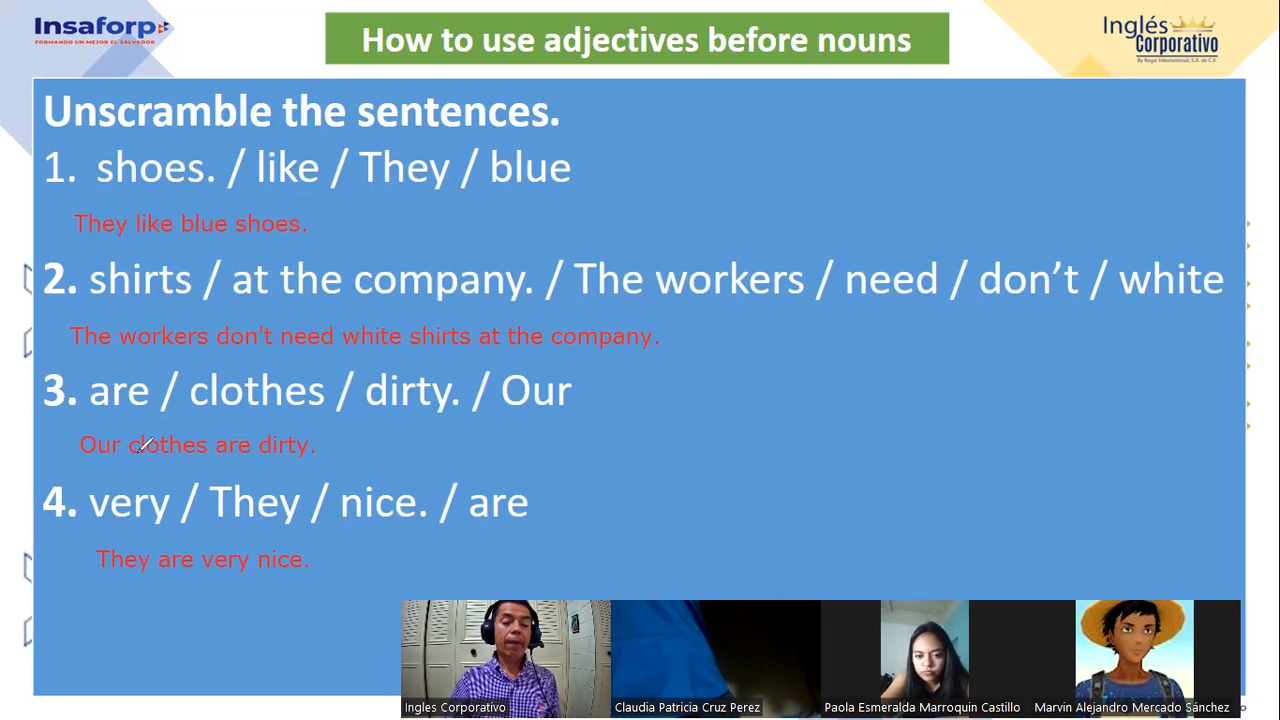 Insaforp
FORMANDO UN MEJOR EL SALVADOR
How to use adjectives before nouns
Inglés
Corporativo
By Regal International, S.A. de C.V.
Unscramble the sentences.
1. shoes. / like / They / blue
They like blue shoes.
2. shirts / at the company. / The workers / need / don’t / white
The workers don't need white shirts at the company.
3. are / clothes / dirty. / Our
Our clothes are dirty.
4. very / They / nice. / are
They are very nice.
Ingles Corporativo
Claudia Patricia Cruz Perez
Paola Esmeralda Marroquin Castillo
Marvin Alejandro Mercado Sánchez